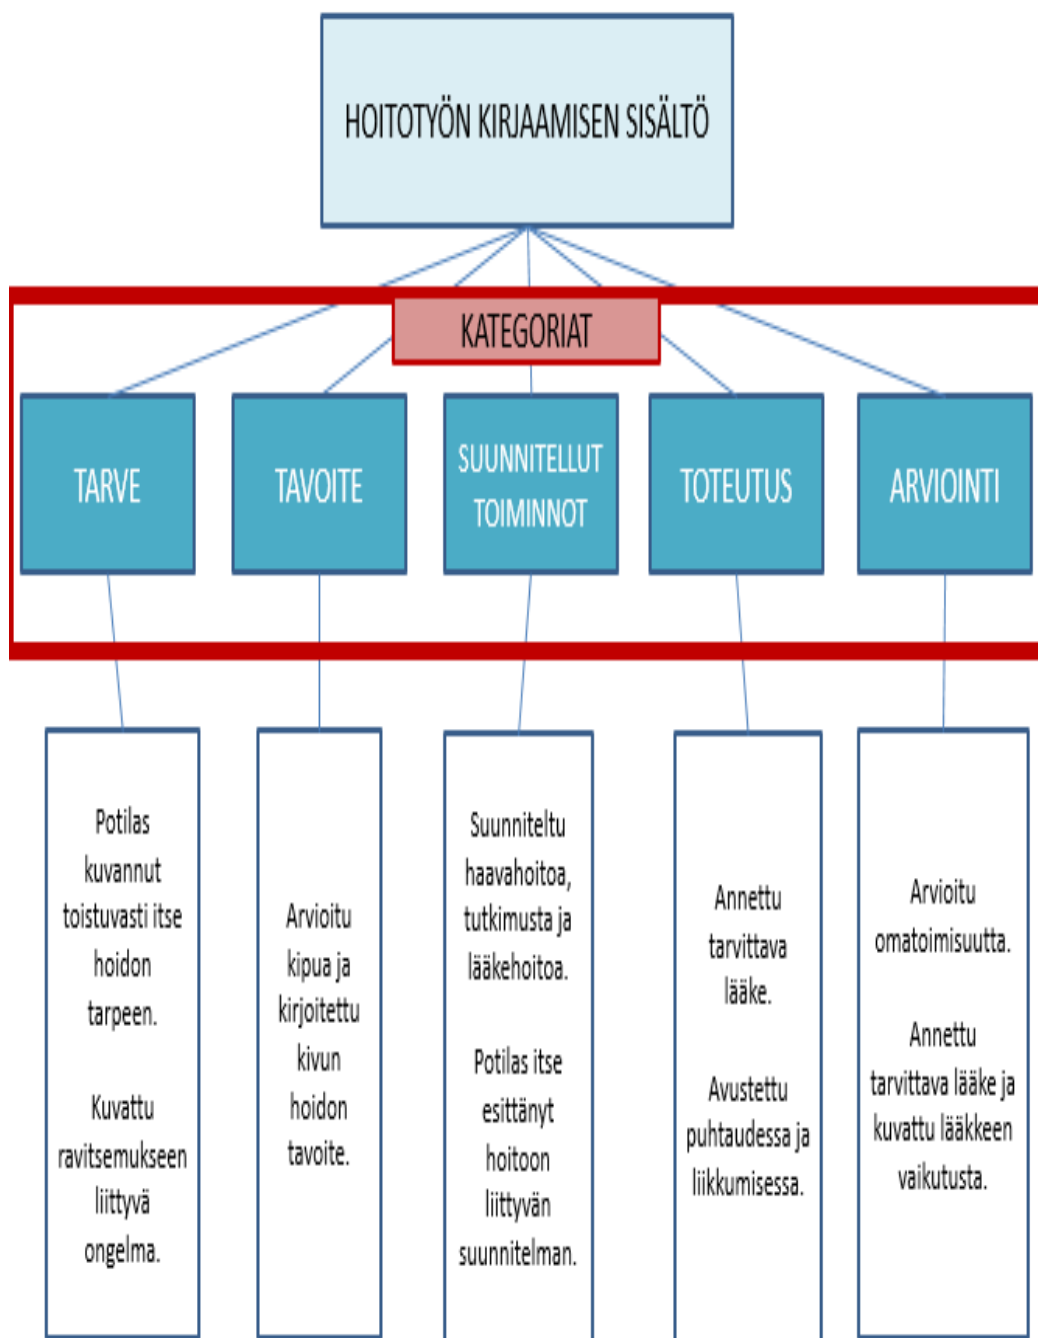 HOITOTYÖN KIRJAAMISEN SISÄLTÖ
KATEGORIAT
TARVE
TAVOITE
SUUNNITELLUT
TOIMINNOT
TOTEUTUS
ARVIOINTI
Potilas
kuvannut
toistuvasti itse
hoidon
tarpeen.
Kuvattu
ravitsemukseen
liittyvä
ongelma.
Arvioitu
kipua ja
kirjoitettu
kivun
hoidon
tavoite.
Suunniteltu
haavahoitoa,
tutkimusta ja
lääkehoitoa.
Potilas itse
esittänyt
hoitoon
liittyvän
suunnitelman.
Annettu
tarvittava
lääke.
Avustettu
puhtaudessa ja
liikkumisessa.
Arvioitu
omatoimisuutta.
Annettu
tarvittava lääke ja
kuvattu lääkkeen
vaikutusta.